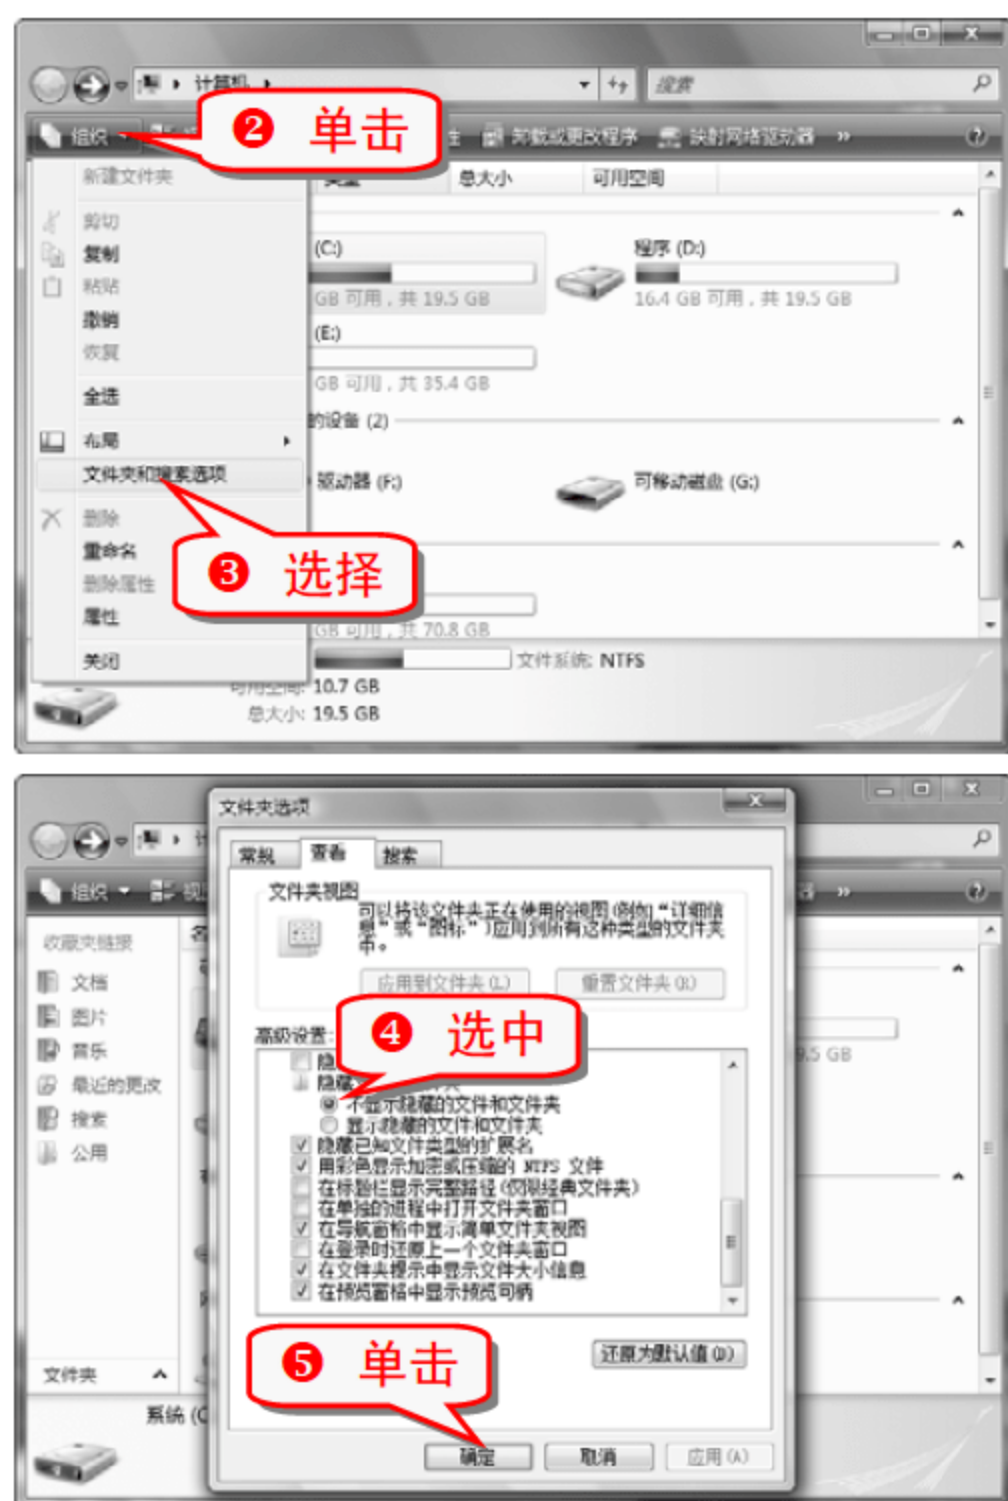 计算机
搜索
组织
❷ 单击
卸载或更改程序
映射网络驱动器 »
新建文件夹
类型
总大小
可用空间
剪切
复制
粘贴
撤销
恢复
全选
布局
文件夹和搜索选项
删除
重命名
删除属性
属性
关闭
❸ 选择
(C:)
GB 可用，共 19.5 GB
程序 (D:)
16.4 GB 可用，共 19.5 GB
(E:)
GB 可用，共 35.4 GB
的设备 (2)
驱动器 (F:)
可移动磁盘 (G:)
GB 可用，共 70.8 GB
文件系统: NTFS
可用空间: 10.7 GB
总大小: 19.5 GB
文件夹选项
常规 查看 搜索
组织
»
文件夹视图
可以将该文件夹正在使用的视图(例如“详细信
息”或“图标”)应用到所有这种类型的文件夹
中。
应用到文件夹(L) 重置文件夹(R)
收藏夹链接
文档
图片
音乐
最近的更改
搜索
公用
高级设置:
❹ 选中
隐藏
不显示隐藏的文件和文件夹
显示隐藏的文件和文件夹
隐藏已知文件类型的扩展名
用彩色显示加密或压缩的 NTFS 文件
在标题栏显示完整路径(仅限经典文件夹)
在单独的进程中打开文件夹窗口
在导航窗格中显示简单文件夹视图
在登录时还原上一个文件夹窗口
在文件夹提示中显示文件大小信息
在预览窗格中显示预览句柄
9.5 GB
❺ 单击
还原为默认值(D)
文件夹
系统 (C
确定 取消 应用(A)